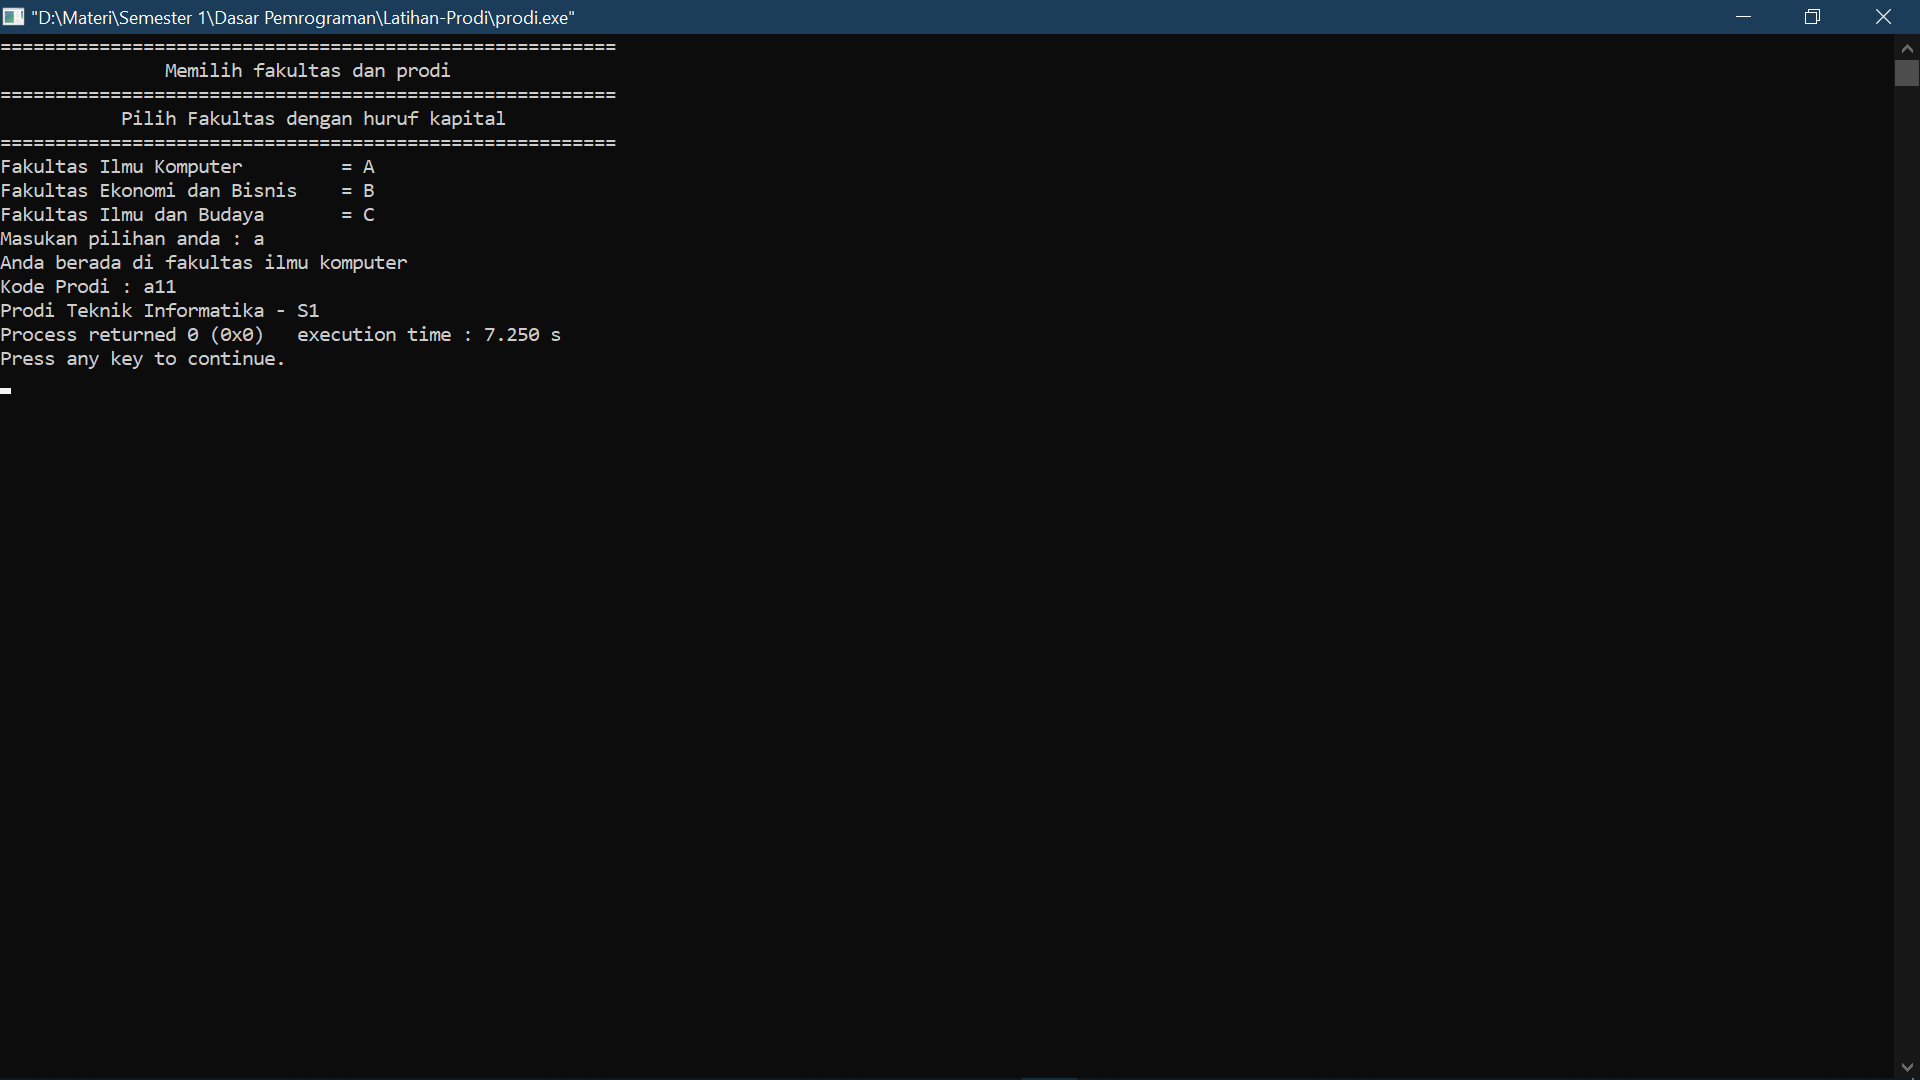 "D:\Materi\Semester 1\Dasar Pemrograman\Latihan-Prodi\prodi.exe"
========================================================
Memilih fakultas dan prodi
========================================================
Pilih Fakultas dengan huruf kapital
========================================================
Fakultas Ilmu Komputer         = A
Fakultas Ekonomi dan Bisnis    = B
Fakultas Ilmu dan Budaya       = C
Masukan pilihan anda : a
Anda berada di fakultas ilmu komputer
Kode Prodi : a11
Prodi Teknik Informatika - S1
Process returned 0 (0x0)   execution time : 7.250 s
Press any key to continue.